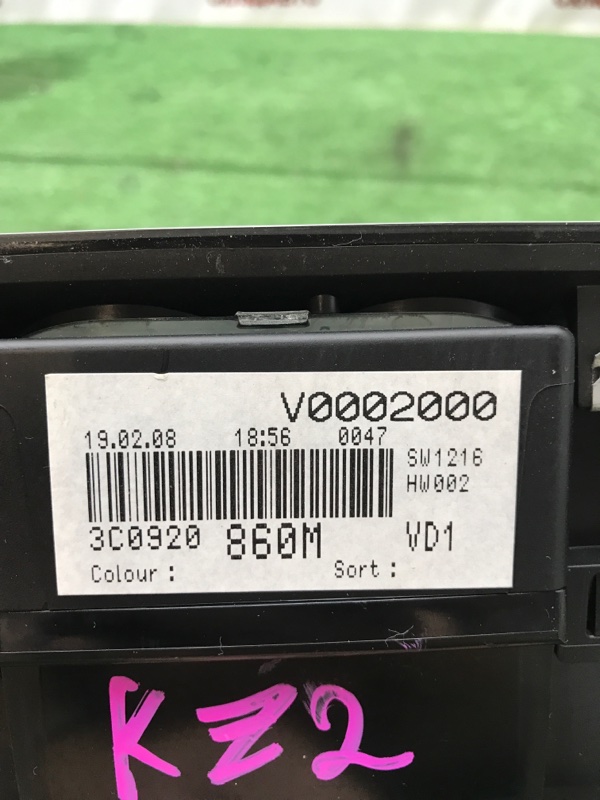 V0002000
19.02.08 18:56 0047
SW1216
HW002
3C0920 860M VD1
Colour : Sort :
KZ2